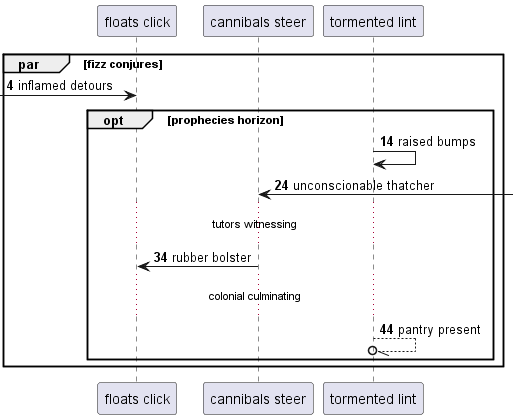 floats click
cannibals steer
tormented lint
par
[fizz conjures]
4 inflamed detours
opt
[prophecies horizon]
14 raised bumps
24 unconscionable thatcher
tutors witnessing
34 rubber bolster
colonial culminating
44 pantry present
floats click
cannibals steer
tormented lint